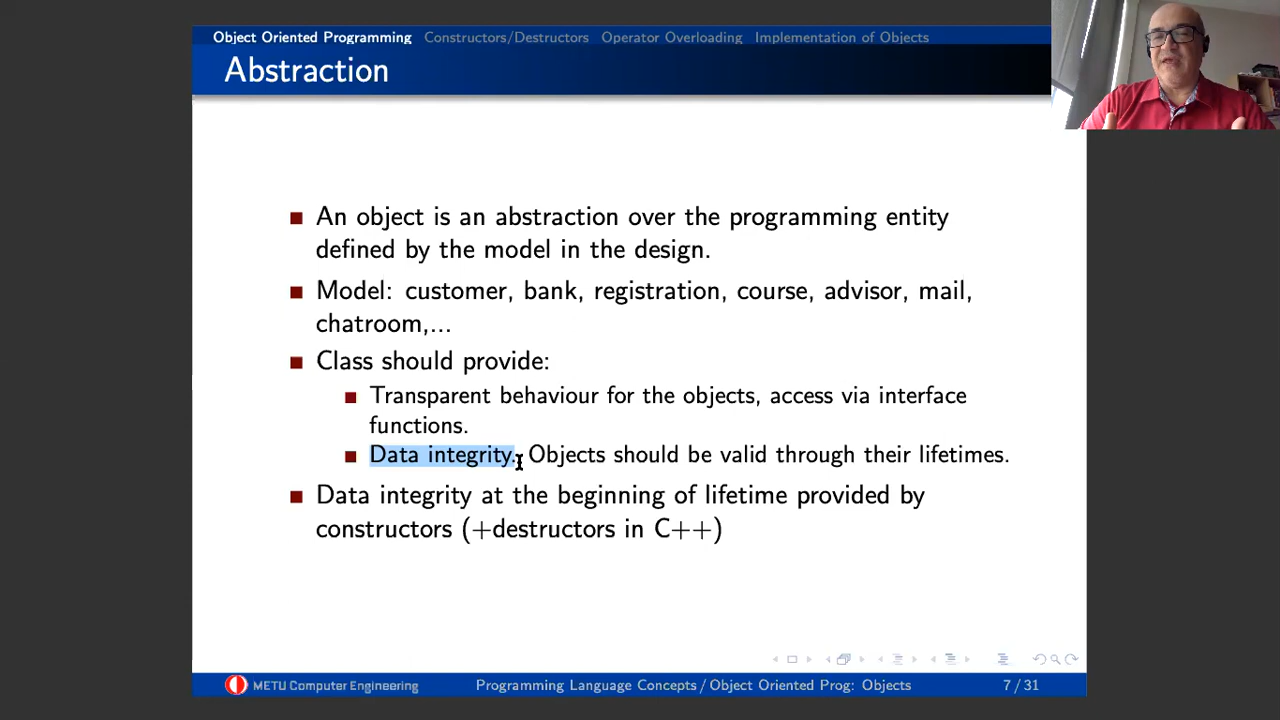 Object Oriented Programming Constructors/Destructors Operator Overloading Implementation of Objects
Abstraction
An object is an abstraction over the programming entity
defined by the model in the design.
Model: customer, bank, registration, course, advisor, mail,
chatroom,...
Class should provide:
Transparent behaviour for the objects, access via interface
functions.
Data integrity. Objects should be valid through their lifetimes.
Data integrity at the beginning of lifetime provided by
constructors (+destructors in C++)
METU Computer Engineering Programming Language Concepts / Object Oriented Prog: Objects 7 / 31